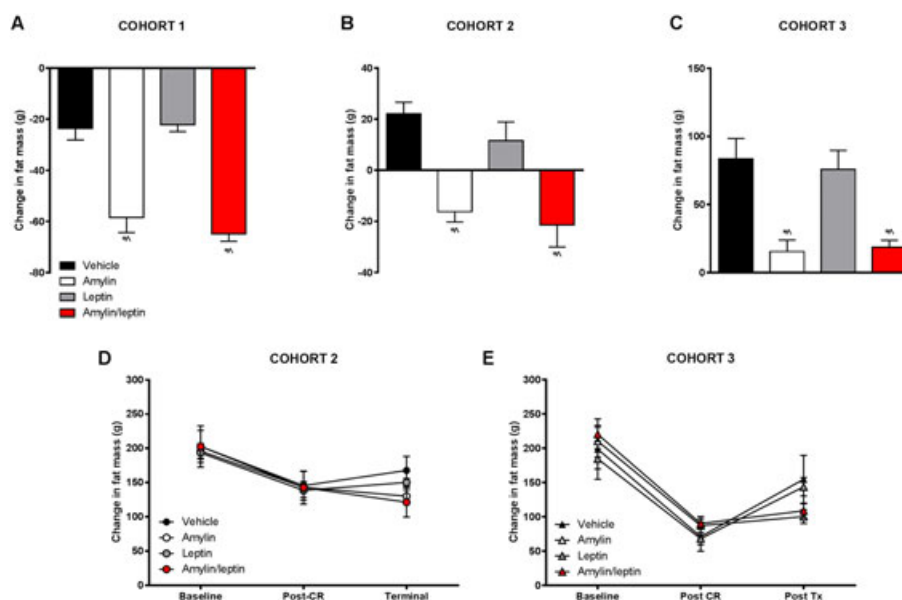 A
COHORT 1
Change in fat mass (g)
0
-20
-40
-60
-80
Vehicle
Amylin
Leptin
Amylin/leptin
B
COHORT 2
Change in fat mass (g)
40
20
0
-20
-40
C
COHORT 3
Change in fat mass (g)
150
100
50
0
D
COHORT 2
Change in fat mass (g)
300
250
200
150
100
50
0
Vehicle
Amylin
Leptin
Amylin/leptin
Baseline Post-CR Terminal
E
COHORT 3
Change in fat mass (g)
300
250
200
150
100
50
0
Vehicle
Amylin
Leptin
Amylin/leptin
Baseline Post CR Post Tx